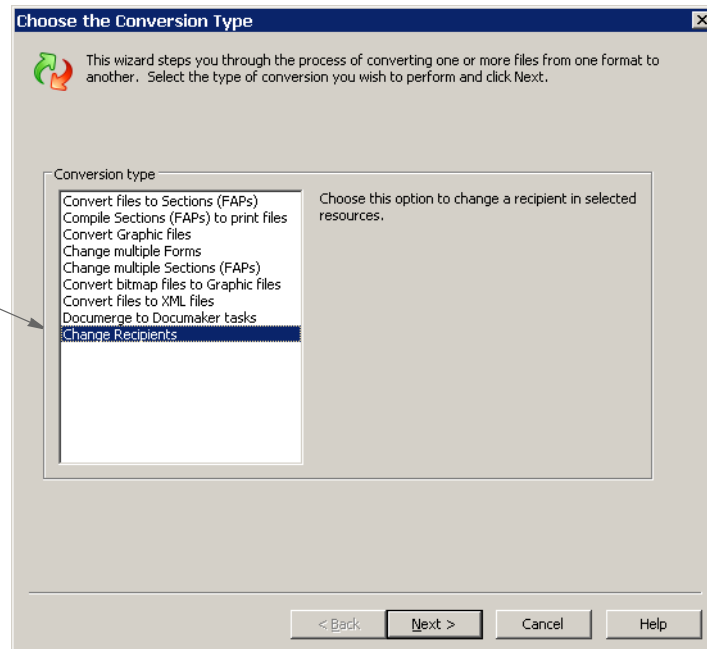 Choose the Conversion Type
This wizard steps you through the process of converting one or more files from one format to
another. Select the type of conversion you wish to perform and click Next.
Conversion type
Convert files to Sections (FAPs)
Compile Sections (FAPs) to print files
Convert Graphic files
Change multiple Forms
Change multiple Sections (FAPs)
Convert bitmap files to Graphic files
Convert files to XML files
Documerge to Documaker tasks
Change Recipients
Choose this option to change a recipient in selected
resources.
< Back
Next >
Cancel
Help